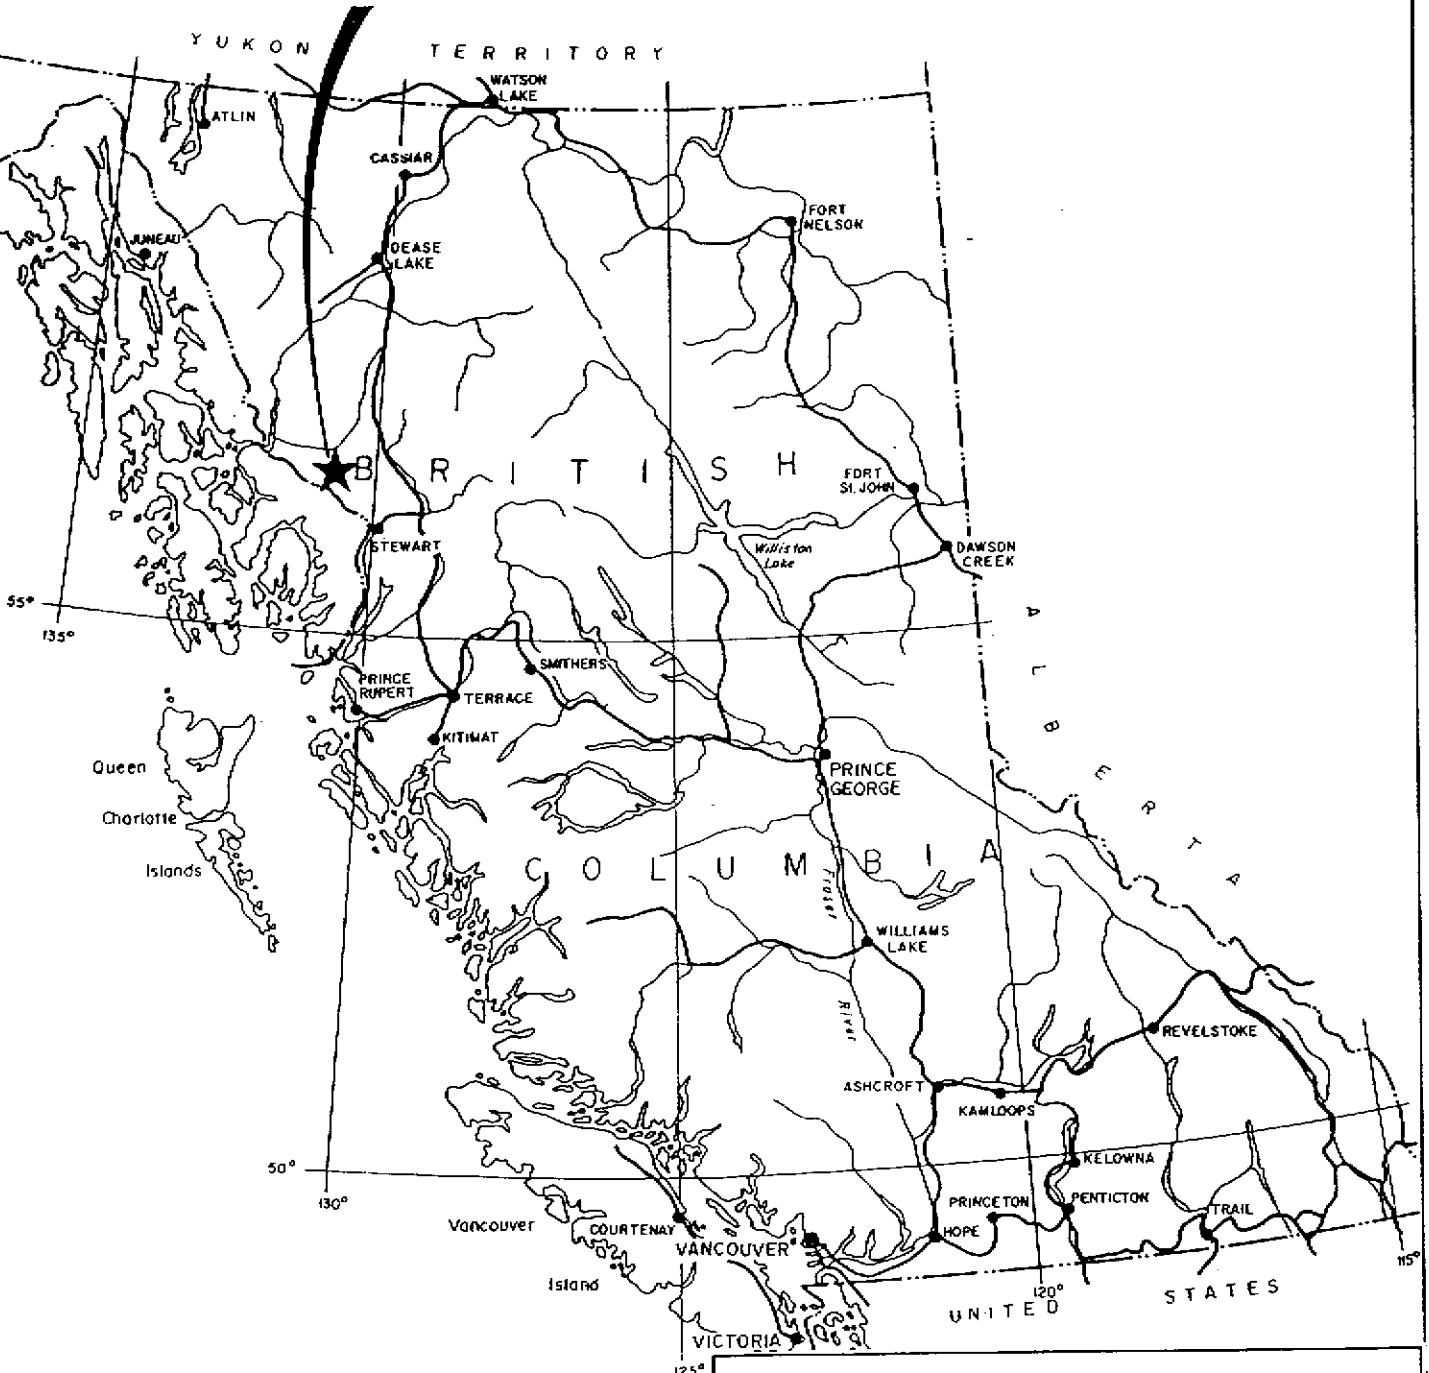 YUKON TERRITORY
WATSON
LAKE
ATLIN
CASSIAR
FORT
NELSON
JUNEAU
DEASE
LAKE
BRITISH
FORT
St. JOHN
STEWART
Williston
Lake
DAWSON
CREEK
55°
135°
ALBERTA
SMITHERS
PRINCE
RUPERT
TERRACE
KITIMAT
Queen
Charlotte
Islands
PRINCE
GEORGE
COLUMBIA
Fraser
River
WILLIAMS
LAKE
REVELSTOKE
ASHCROFT
KAMLOOPS
50°
130°
KELOWNA
PRINCETON
PENTICTON
TRAIL
HOPE
Vancouver
Island
COURTENAY
VANCOUVER
115°
120°
UNITED STATES
VICTORIA
125°